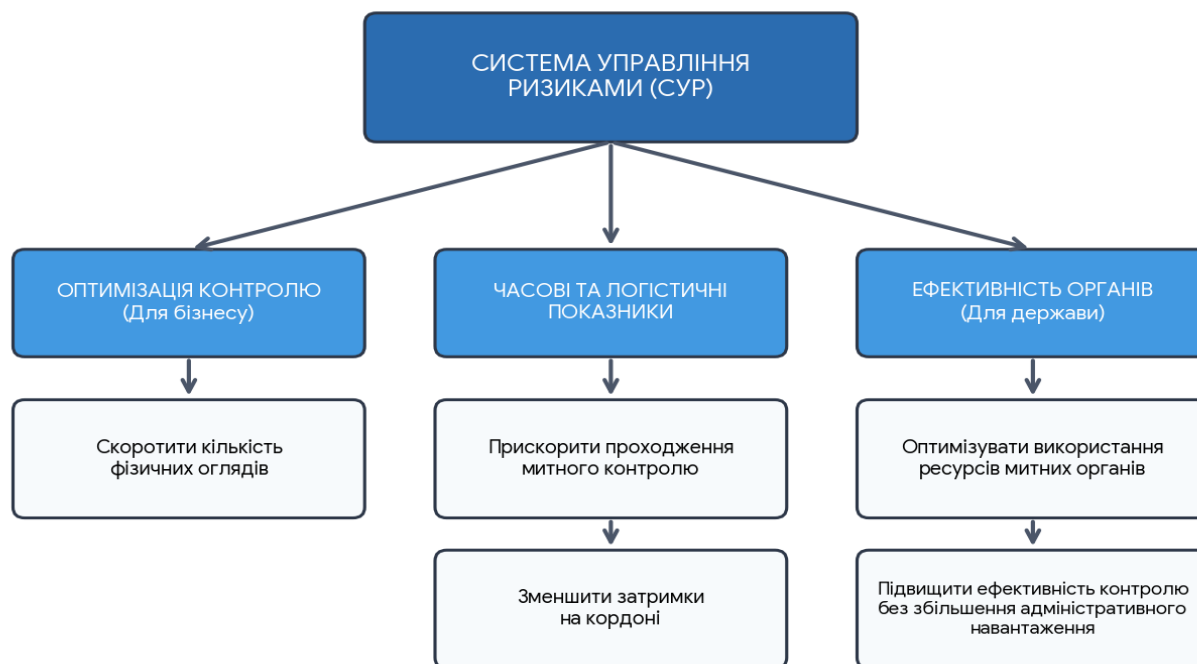 СИСТЕМА УПРАВЛІННЯ
РИЗИКАМИ (СУР)
ОПТИМІЗАЦІЯ КОНТРОЛЮ
(Для бізнесу)
ЧАСОВІ ТА ЛОГІСТИЧНІ
ПОКАЗНИКИ
ЕФЕКТИВНІСТЬ ОРГАНІВ
(Для держави)
Скоротити кількість
фізичних оглядів
Прискорити проходження
митного контролю
Оптимізувати використання
ресурсів митних органів
Зменшити затримки
на кордоні
Підвищити ефективність контролю
без збільшення адміністративного
навантаження